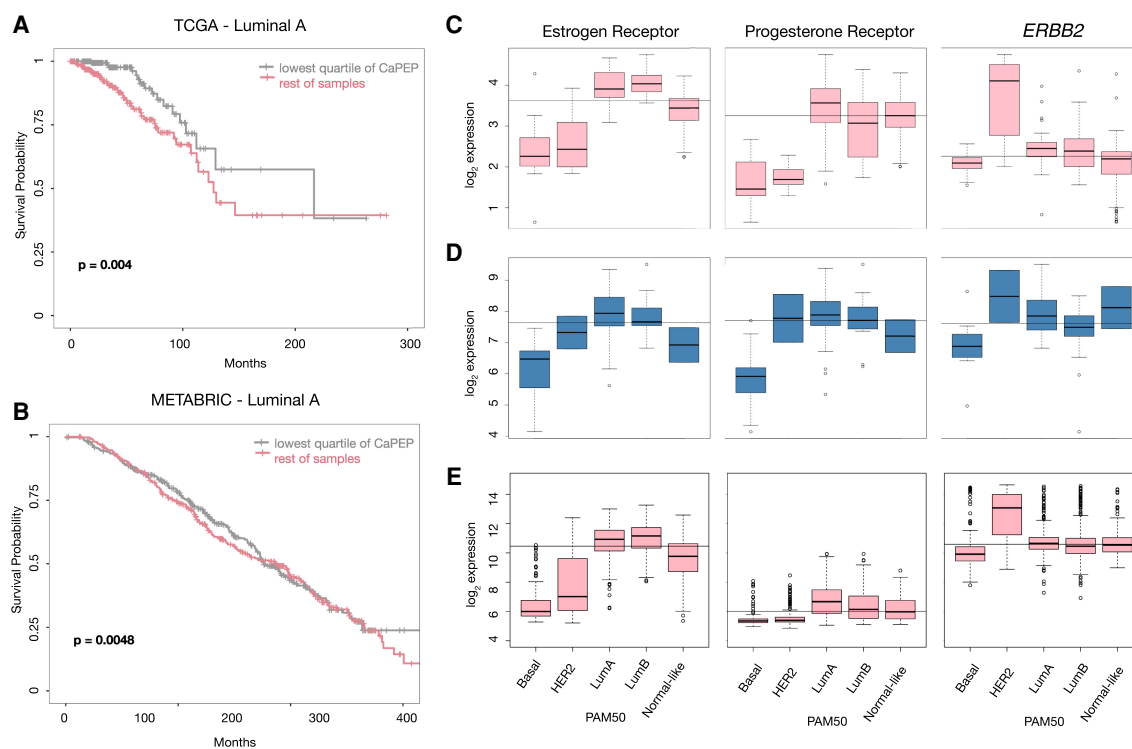 A
TCGA - Luminal A
lowest quartile of CaPEP
rest of samples
Survival Probability
1
0.75
0.5
0.25
0
p = 0.004
0
100
200
300
Months
B
METABRIC - Luminal A
lowest quartile of CaPEP
rest of samples
Survival Probability
1
0.75
0.5
0.25
0
p = 0.0048
0
100
200
300
400
Months
C
Estrogen Receptor
Progesterone Receptor
ERBB2
log2 expression
4
3
2
1
D
log2 expression
9
8
7
6
5
4
E
log2 expression
14
12
10
8
6
4
Basal
HER2
LumA
LumB
Normal-like
PAM50
Basal
HER2
LumA
LumB
Normal-like
PAM50
Basal
HER2
LumA
LumB
Normal-like
PAM50